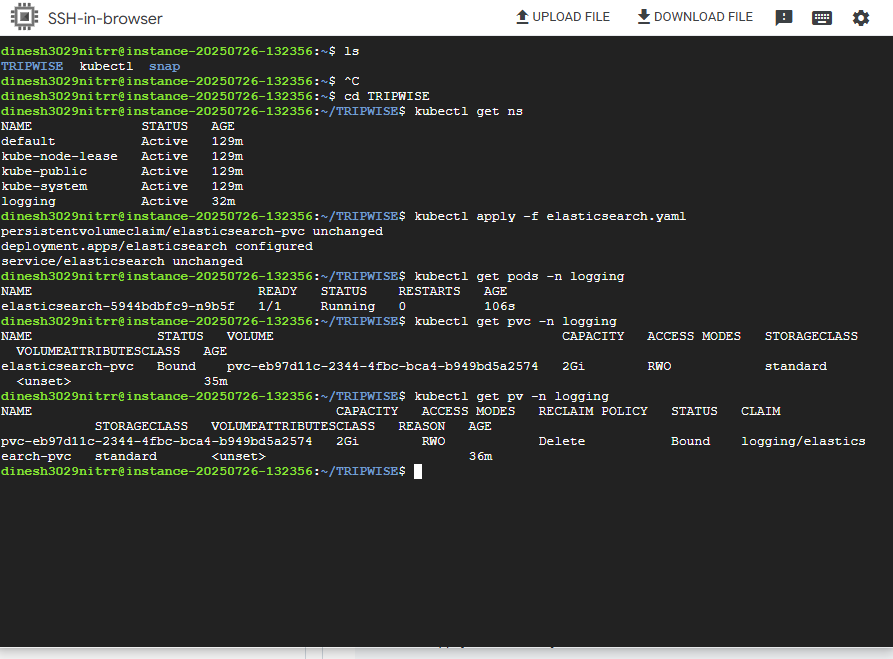 SSH-in-browser
UPLOAD FILE
DOWNLOAD FILE
dinesh3029nitrr@instance-20250726-132356:~$ ls
TRIPWISE  kubectl  snap
dinesh3029nitrr@instance-20250726-132356:~$ ^C
dinesh3029nitrr@instance-20250726-132356:~$ cd TRIPWISE
dinesh3029nitrr@instance-20250726-132356:~/TRIPWISE$ kubectl get ns
NAME              STATUS   AGE
default           Active   129m
kube-node-lease   Active   129m
kube-public       Active   129m
kube-system       Active   129m
logging           Active   32m
dinesh3029nitrr@instance-20250726-132356:~/TRIPWISE$ kubectl apply -f elasticsearch.yaml
persistentvolumeclaim/elasticsearch-pvc unchanged
deployment.apps/elasticsearch configured
service/elasticsearch unchanged
dinesh3029nitrr@instance-20250726-132356:~/TRIPWISE$ kubectl get pods -n logging
NAME                             READY   STATUS    RESTARTS   AGE
elasticsearch-5944bdbfc9-n9b5f   1/1     Running   0          106s
dinesh3029nitrr@instance-20250726-132356:~/TRIPWISE$ kubectl get pvc -n logging
NAME                STATUS   VOLUME                                     CAPACITY   ACCESS MODES   STORAGECLASS
  VOLUMEATTRIBUTESCLASS   AGE
elasticsearch-pvc   Bound    pvc-eb97d11c-2344-4fbc-bca4-b949bd5a2574   2Gi        RWO            standard
  <unset>                 35m
dinesh3029nitrr@instance-20250726-132356:~/TRIPWISE$ kubectl get pv -n logging
NAME                                       CAPACITY   ACCESS MODES   RECLAIM POLICY   STATUS   CLAIM
            STORAGECLASS   VOLUMEATTRIBUTESCLASS   REASON   AGE
pvc-eb97d11c-2344-4fbc-bca4-b949bd5a2574   2Gi        RWO            Delete           Bound    logging/elastics
earch-pvc   standard       <unset>                          36m
dinesh3029nitrr@instance-20250726-132356:~/TRIPWISE$